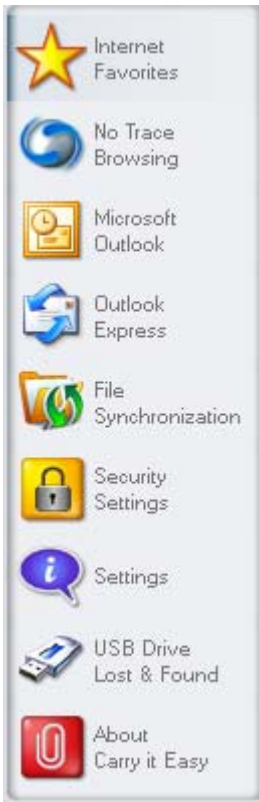 Internet
Favorites
No Trace
Browsing
Microsoft
Outlook
Outlook
Express
File
Synchronization
Security
Settings
Settings
USB Drive
Lost & Found
About
Carry it Easy